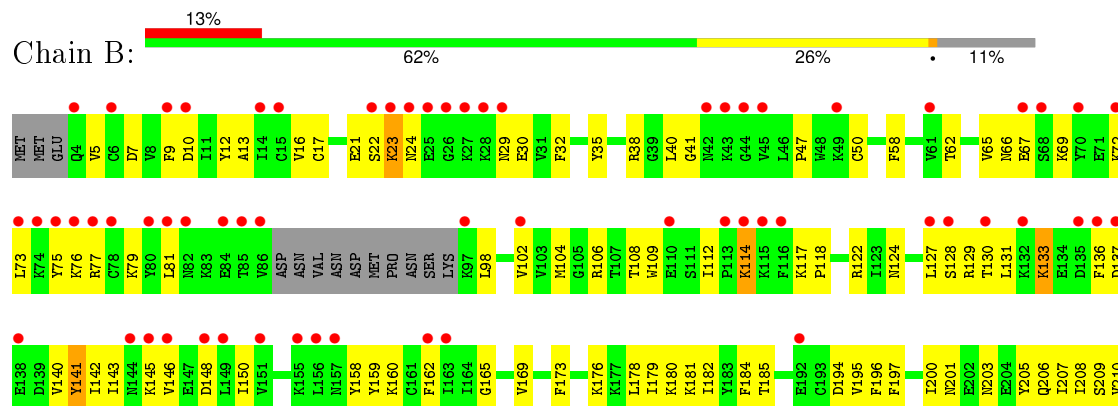 13%
Chain B:
62% 26% • 11%
MET MET GLU Q4 V5 C6 D7 V8 F9 D10 I11 Y12 A13 I14 C15 V16 C17 E21 S22 K23 N24 E25 G26 K27 K28 N29 E30 V31 F32 Y35 R38 G39 L40 G41 N42 K43 G44 V45 L46 P47 W48 K49 C50 F58 V61 T62 V65 N66 E67 S68 K69 Y70 E71 K72
L73 K74 Y75 K76 R77 C78 K79 Y80 L81 N82 K83 E84 T85 V86 ASP ASN VAL ASN ASP MET PRO ASN SER LYS K97 L98 V102 V103 M104 G105 R106 T107 T108 W109 E110 S111 I112 P113 K114 K115 F116 K117 P118 R122 I123 N124 L127 S128 R129 T130 L131 K132 K133 E134 D135 F136 D137
E138 D139 V140 Y141 I142 I143 N144 K145 V146 E147 D148 L149 I150 V151 K155 L156 N157 Y158 Y159 K160 C161 F162 I163 I164 G165 V169 F173 K176 K177 L178 I179 K180 K181 I182 Y183 F184 T185 E192 C193 D194 V195 F196 F197 I200 N201 E202 N203 E204 Y205 Q206 I207 I208 S209